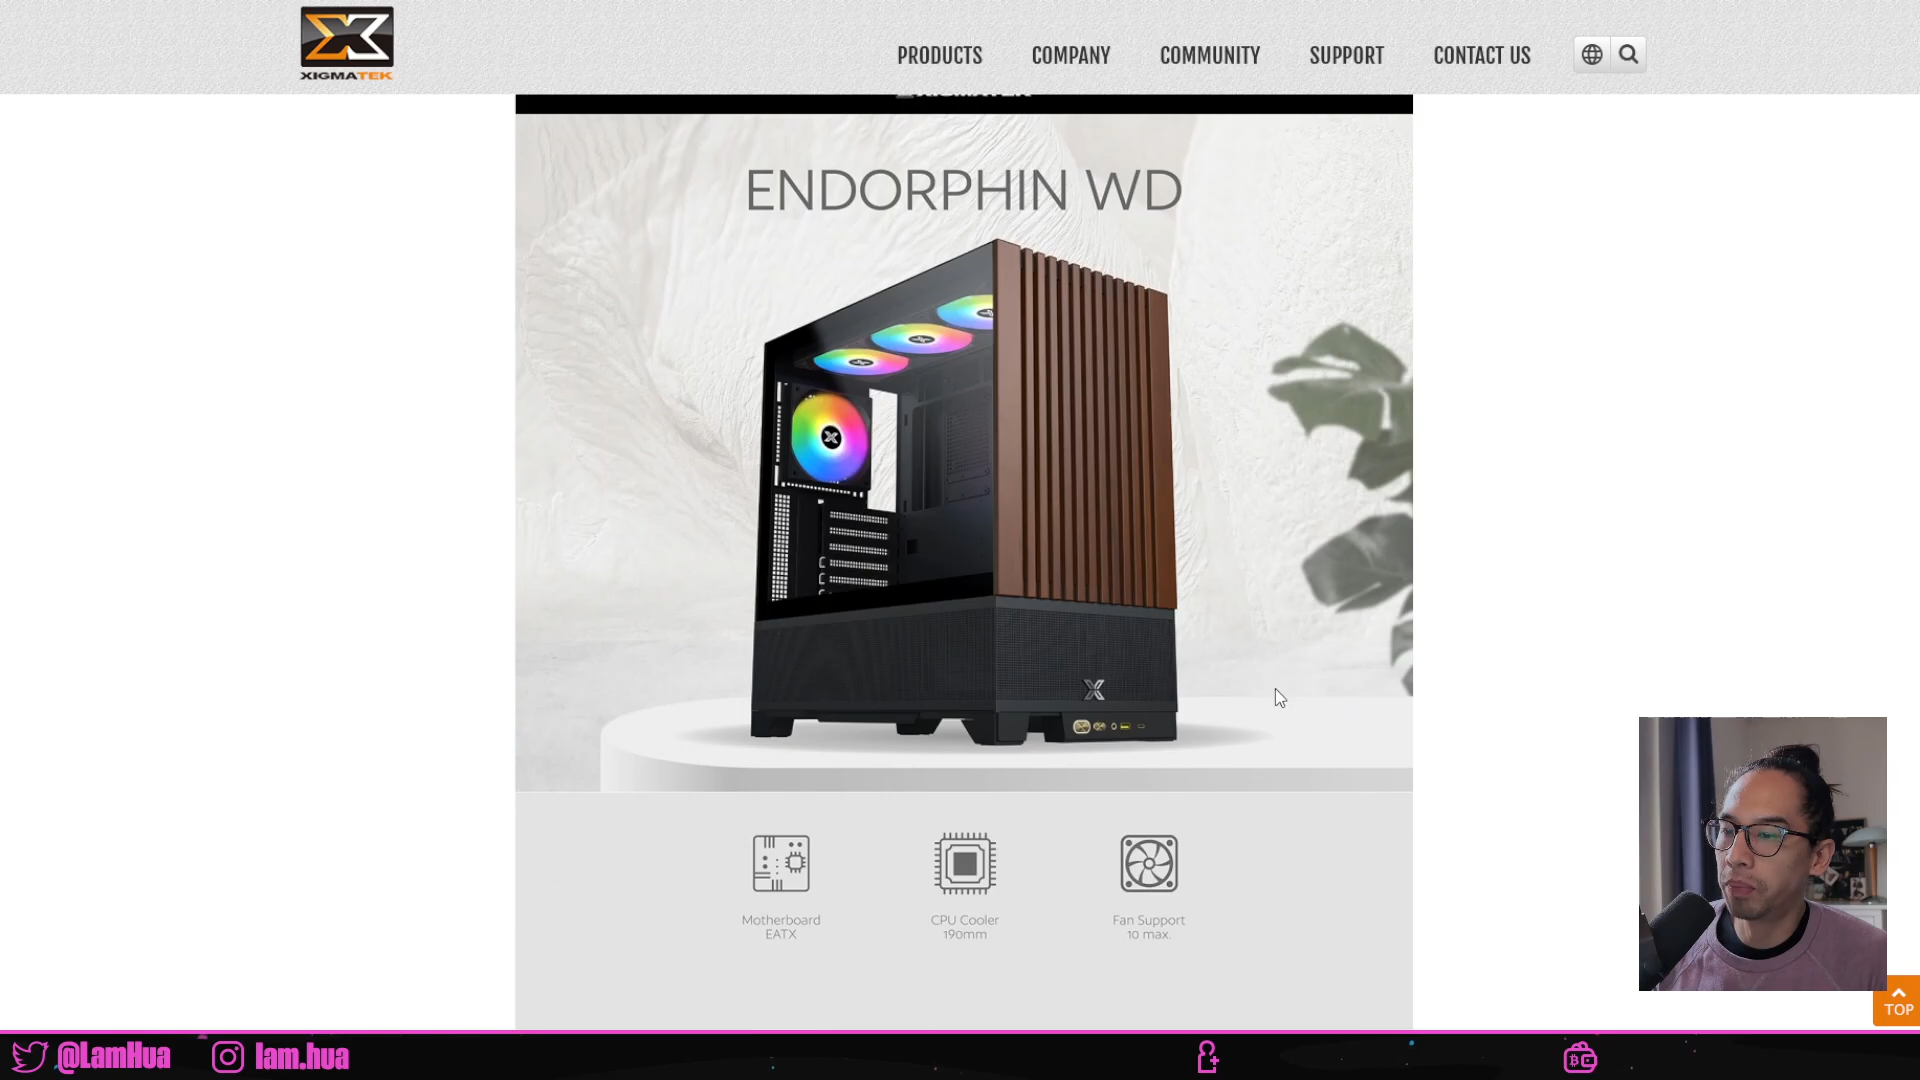 XIGMATEK
PRODUCTS
COMPANY
COMMUNITY
SUPPORT
CONTACT US
ENDORPHIN WD
Motherboard
EATX
CPU Cooler
190mm
Fan Support
10 max.
TOP
@LamHua
lam.hua